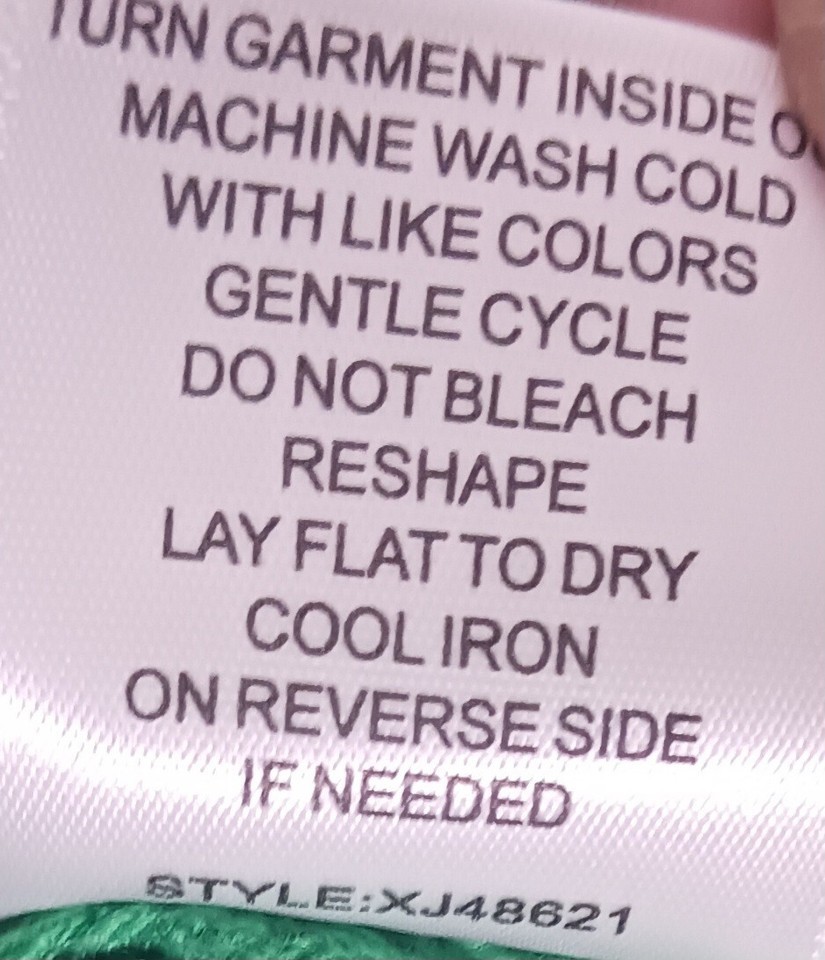 TURN GARMENT INSIDE
MACHINE WASH COLD
WITH LIKE COLORS
GENTLE CYCLE
DO NOT BLEACH
RESHAPE
LAY FLAT TO DRY
COOL IRON
ON REVERSE SIDE
IF NEEDED
STYLE:XJ48621